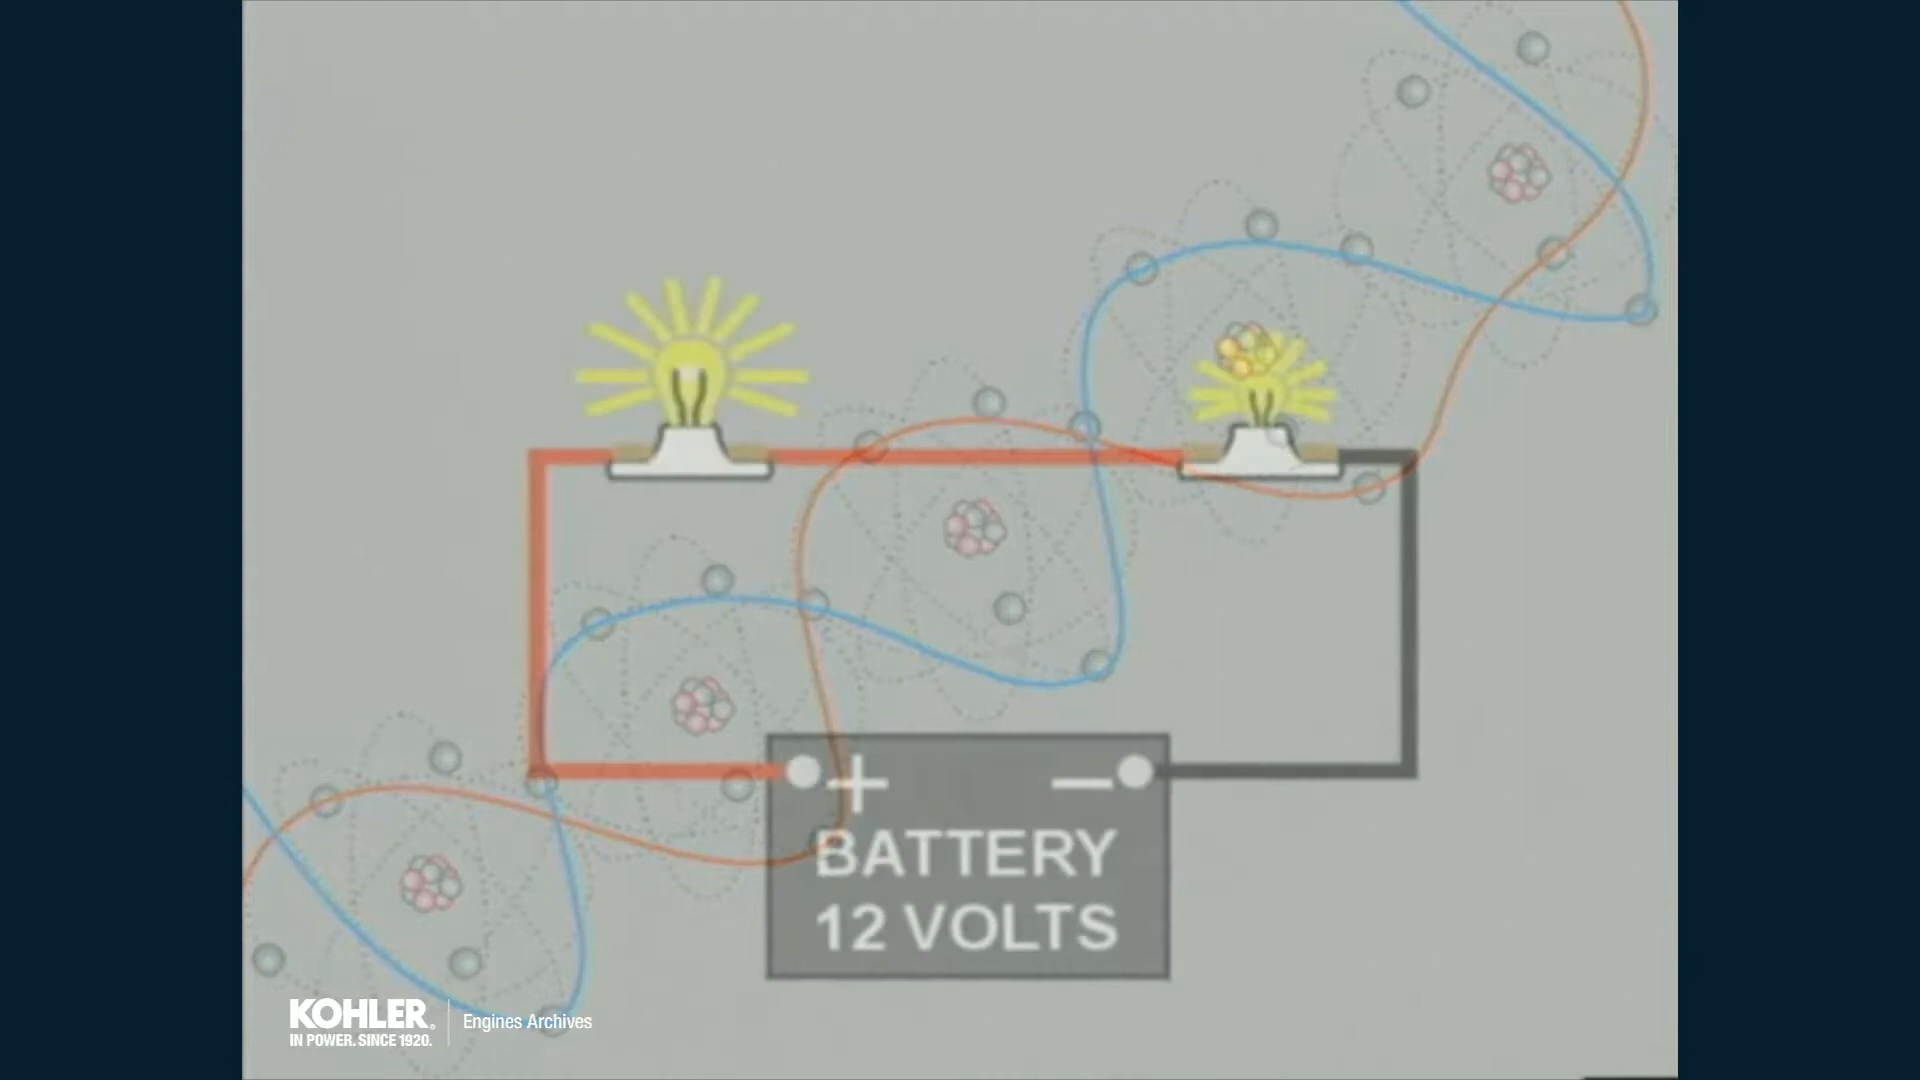 + −
BATTERY
12 VOLTS
KOHLER®
IN POWER. SINCE 1920.
Engines Archives